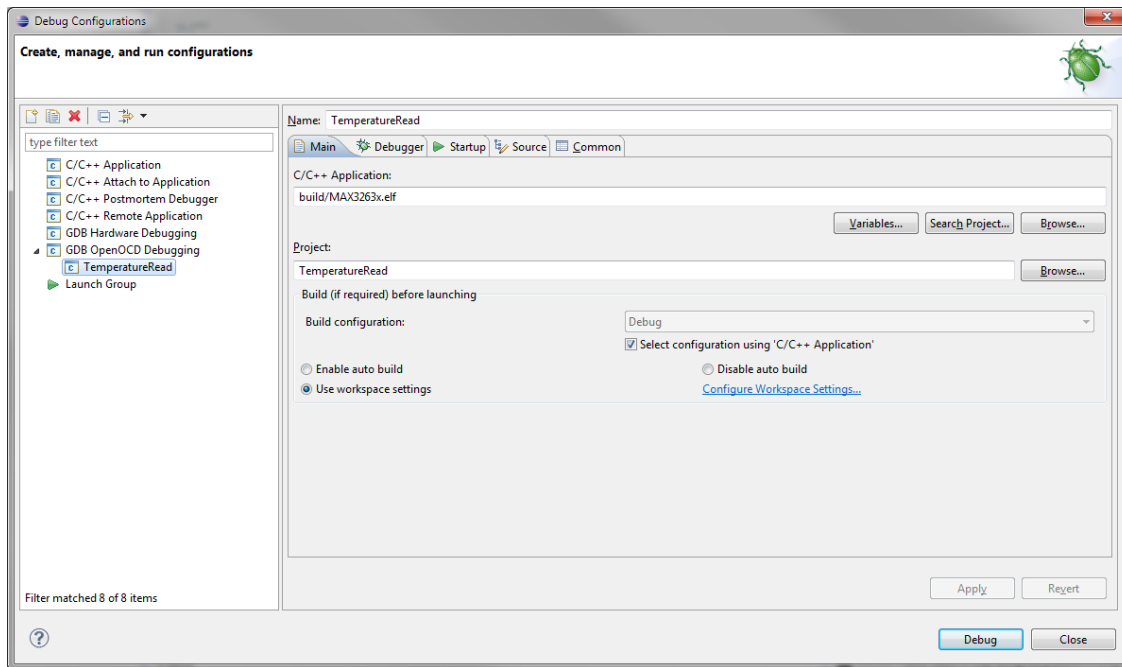 Debug Configurations
Create, manage, and run configurations
type filter text
C/C++ Application
C/C++ Attach to Application
C/C++ Postmortem Debugger
C/C++ Remote Application
GDB Hardware Debugging
GDB OpenOCD Debugging
TemperatureRead
Launch Group
Filter matched 8 of 8 items
Name: TemperatureRead
Main Debugger Startup Source Common
C/C++ Application:
build/MAX3263x.elf
Variables... Search Project... Browse...
Project:
TemperatureRead Browse...
Build (if required) before launching
Build configuration: Debug
Select configuration using 'C/C++ Application'
Enable auto build Disable auto build
Use workspace settings Configure Workspace Settings...
Apply Revert
? Debug Close